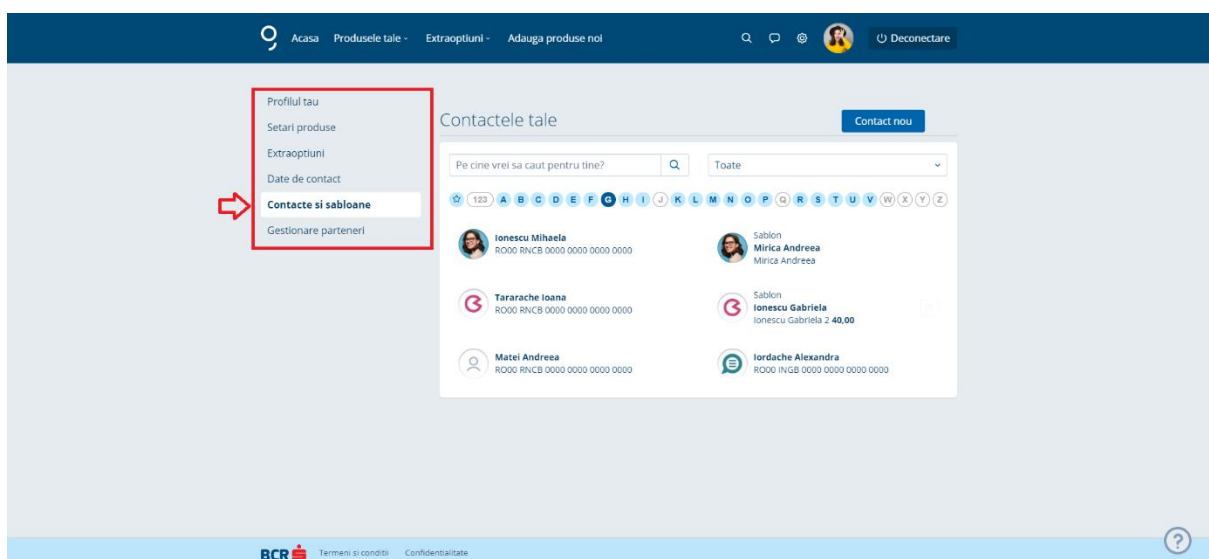 Acasa Produsele tale Extraoptiuni Adauga produse noi Deconectare
Profilul tau
Setari produse
Extraoptiuni
Date de contact
Contacte si sabloane
Gestionare parteneri
Contactele tale
Contact nou
Pe cine vrei sa caut pentru tine?
Toate
123 A B C D E F G H I J K L M N O P Q R S T U V W X Y Z
Ionescu Mihaela
RO00 RNCB 0000 0000 0000 0000
Sablon
Mirica Andreea
Mirica Andreea
Tararache Ioana
RO00 RNCB 0000 0000 0000 0000
Sablon
Ionescu Gabriela
Ionescu Gabriela 2 40,00
Matei Andreea
RO00 RNCB 0000 0000 0000 0000
Iordache Alexandra
RO00 INGB 0000 0000 0000 0000
?
BCR Termeni si conditii Confidentialitate